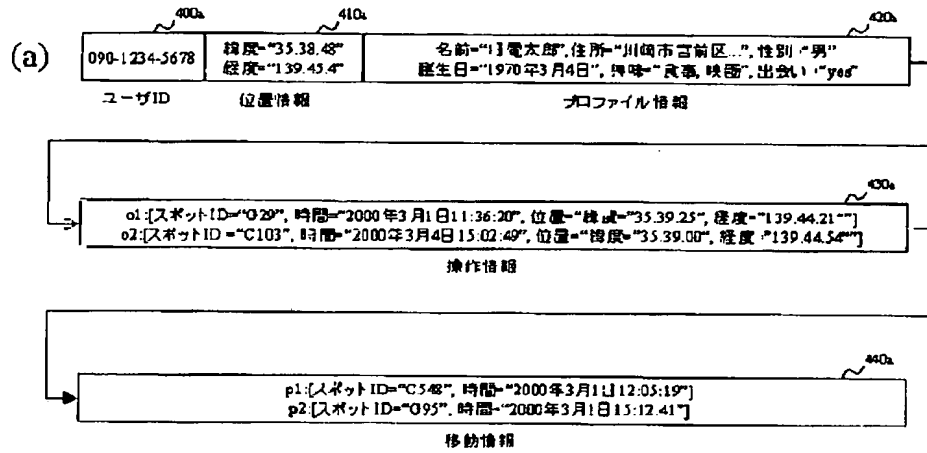 400a
410a
420a
(a)
090-1234-5678
緯度="35.38.48"
経度="139.45.4"
名前="日電太郎", 住所="川崎市宮前区...", 性別="男"
誕生日="1970年3月4日", 興味="食事, 映画", 出会い="yes"
ユーザID
位置情報
プロファイル情報
430a
o1:[スポットID="G29", 時間="2000年3月1日11:36:20", 位置="緯度="35.39.25", 経度="139.44.21""]
o2:[スポットID="C103", 時間="2000年3月4日15:02:49", 位置="緯度="35.39.00", 経度="139.44.54""]
操作情報
440a
p1:[スポットID="C548", 時間="2000年3月1日12:05:19"]
p2:[スポットID="G95", 時間="2000年3月1日15:12:41"]
移動情報